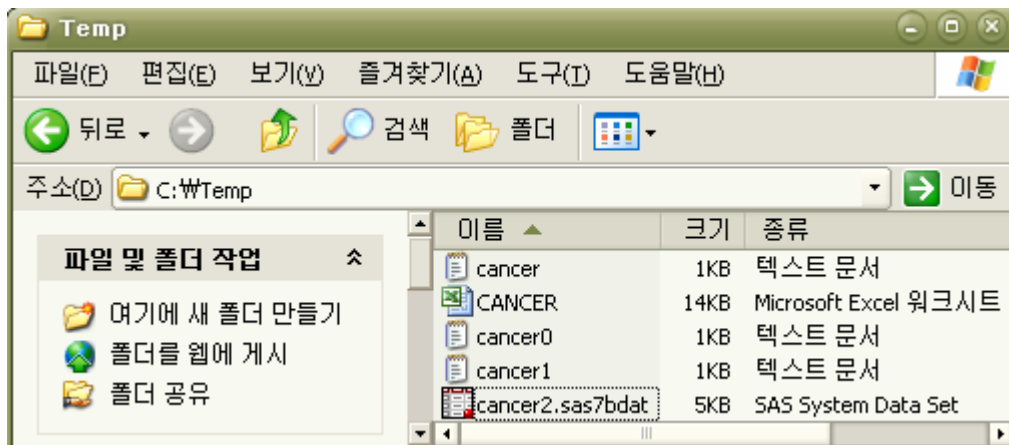 Temp
파일(F) 편집(E) 보기(V) 즐겨찾기(A) 도구(T) 도움말(H)
뒤로 검색 폴더
주소(D) C:₩Temp 이동
파일 및 폴더 작업
여기에 새 폴더 만들기
폴더를 웹에 게시
폴더 공유
이름 크기 종류
cancer 1KB 텍스트 문서
CANCER 14KB Microsoft Excel 워크시트
cancer0 1KB 텍스트 문서
cancer1 1KB 텍스트 문서
cancer2.sas7bdat 5KB SAS System Data Set